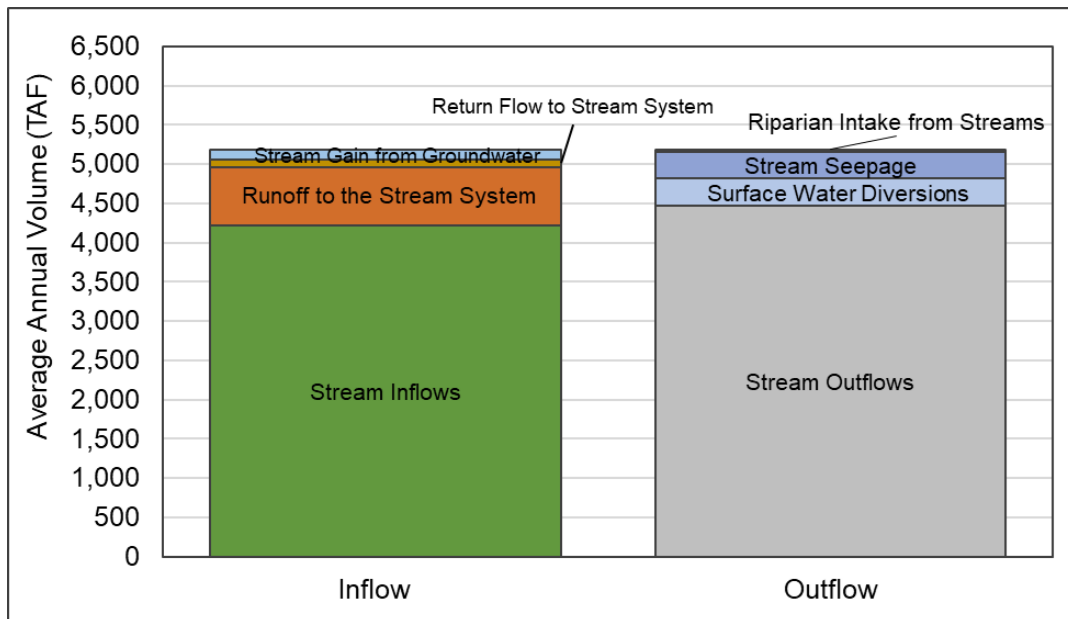 Average Annual Volume (TAF)
6,500
6,000
5,500
5,000
4,500
4,000
3,500
3,000
2,500
2,000
1,500
1,000
500
0
Return Flow to Stream System
Stream Gain from Groundwater
Runoff to the Stream System
Stream Inflows
Riparian Intake from Streams
Stream Seepage
Surface Water Diversions
Stream Outflows
Inflow
Outflow